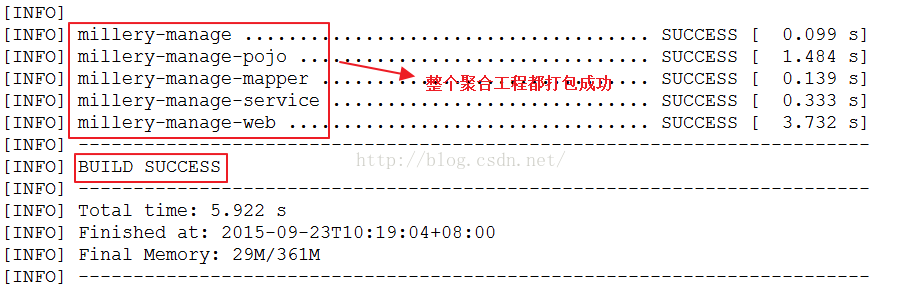 [INFO]
[INFO] millery-manage ..................................... SUCCESS [  0.099 s]
[INFO] millery-manage-pojo ................................ SUCCESS [  1.484 s]
[INFO] millery-manage-mapper .............................. SUCCESS [  0.139 s]
整个聚合工程都打包成功
[INFO] millery-manage-service ............................. SUCCESS [  0.333 s]
[INFO] millery-manage-web ................................. SUCCESS [  3.732 s]
[INFO] ------------------------------------------------------------------------
http://blog.csdn.net/
[INFO] BUILD SUCCESS
[INFO] ------------------------------------------------------------------------
[INFO] Total time: 5.922 s
[INFO] Finished at: 2015-09-23T10:19:04+08:00
[INFO] Final Memory: 29M/361M
[INFO] ------------------------------------------------------------------------